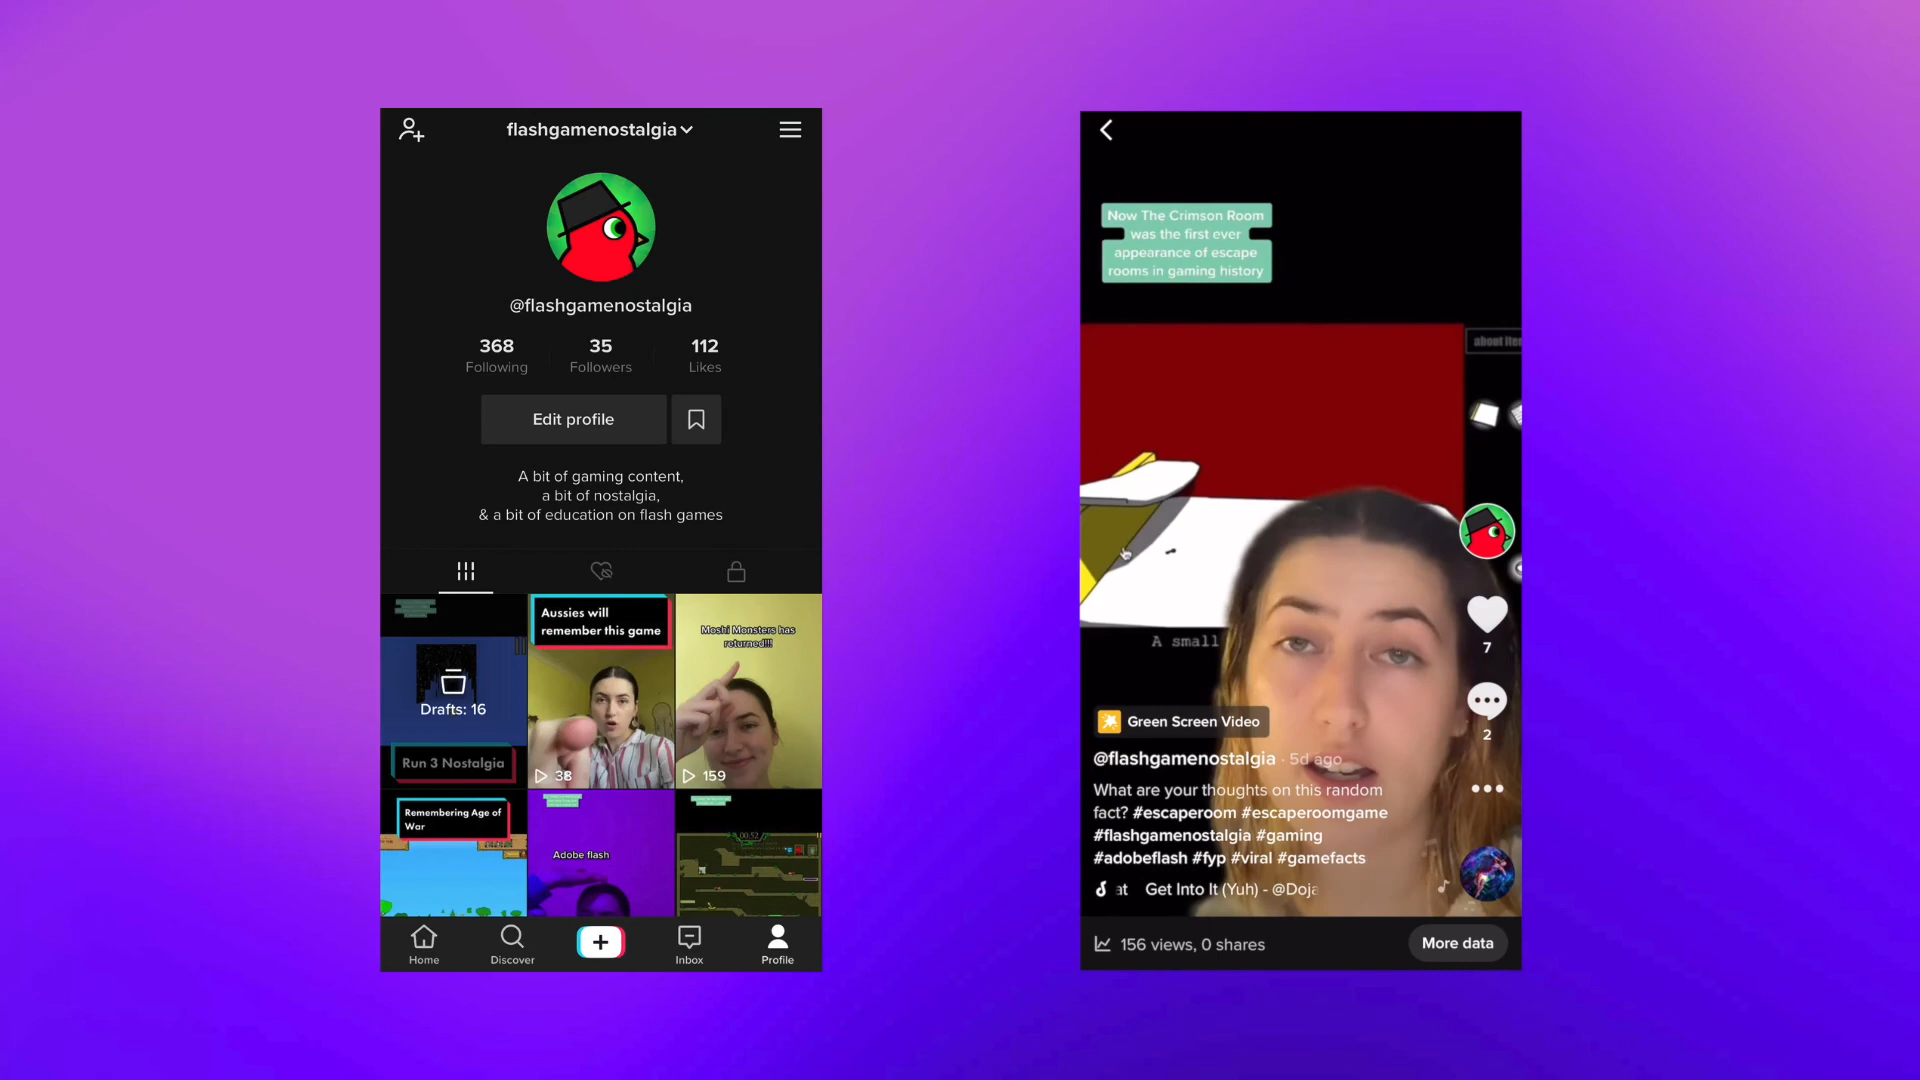 flashgamenostalgia
@flashgamenostalgia
368
35
112
Following
Followers
Likes
Edit profile
A bit of gaming content,
a bit of nostalgia,
& a bit of education on flash games
Drafts: 16
Run 3 Nostalgia
Aussies will
remember this game
38
Moshi Monsters has
returned!!!
159
Remembering Age of
War
Adobe flash
00:52
Home
Discover
Inbox
Profile
Now The Crimson Room
was the first ever
appearance of escape
rooms in gaming history
about ite
A small
7
2
Green Screen Video
@flashgamenostalgia · 5d ago
What are your thoughts on this random
fact? #escaperoom #escaperoomgame
#flashgamenostalgia #gaming
#adobeflash #fyp #viral #gamefacts
at Get Into It (Yuh) - @Doja
156 views, 0 shares
More data